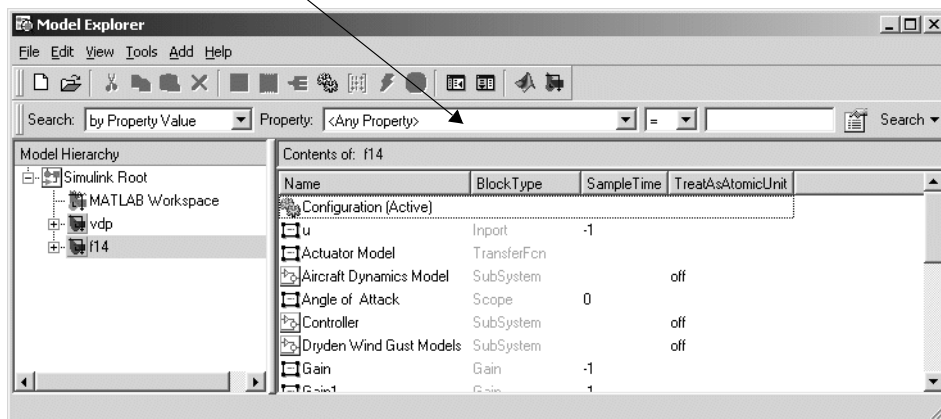 Model Explorer
File Edit View Tools Add Help
Search: by Property Value Property: <Any Property> = Search
Model Hierarchy
Contents of: f14
Simulink Root
MATLAB Workspace
vdp
f14
Name BlockType SampleTime TreatAsAtomicUnit
Configuration (Active)
u Inport -1
Actuator Model TransferFcn
Aircraft Dynamics Model SubSystem off
Angle of Attack Scope 0
Controller SubSystem off
Dryden Wind Gust Models SubSystem off
Gain Gain -1
Gain1 Gain -1